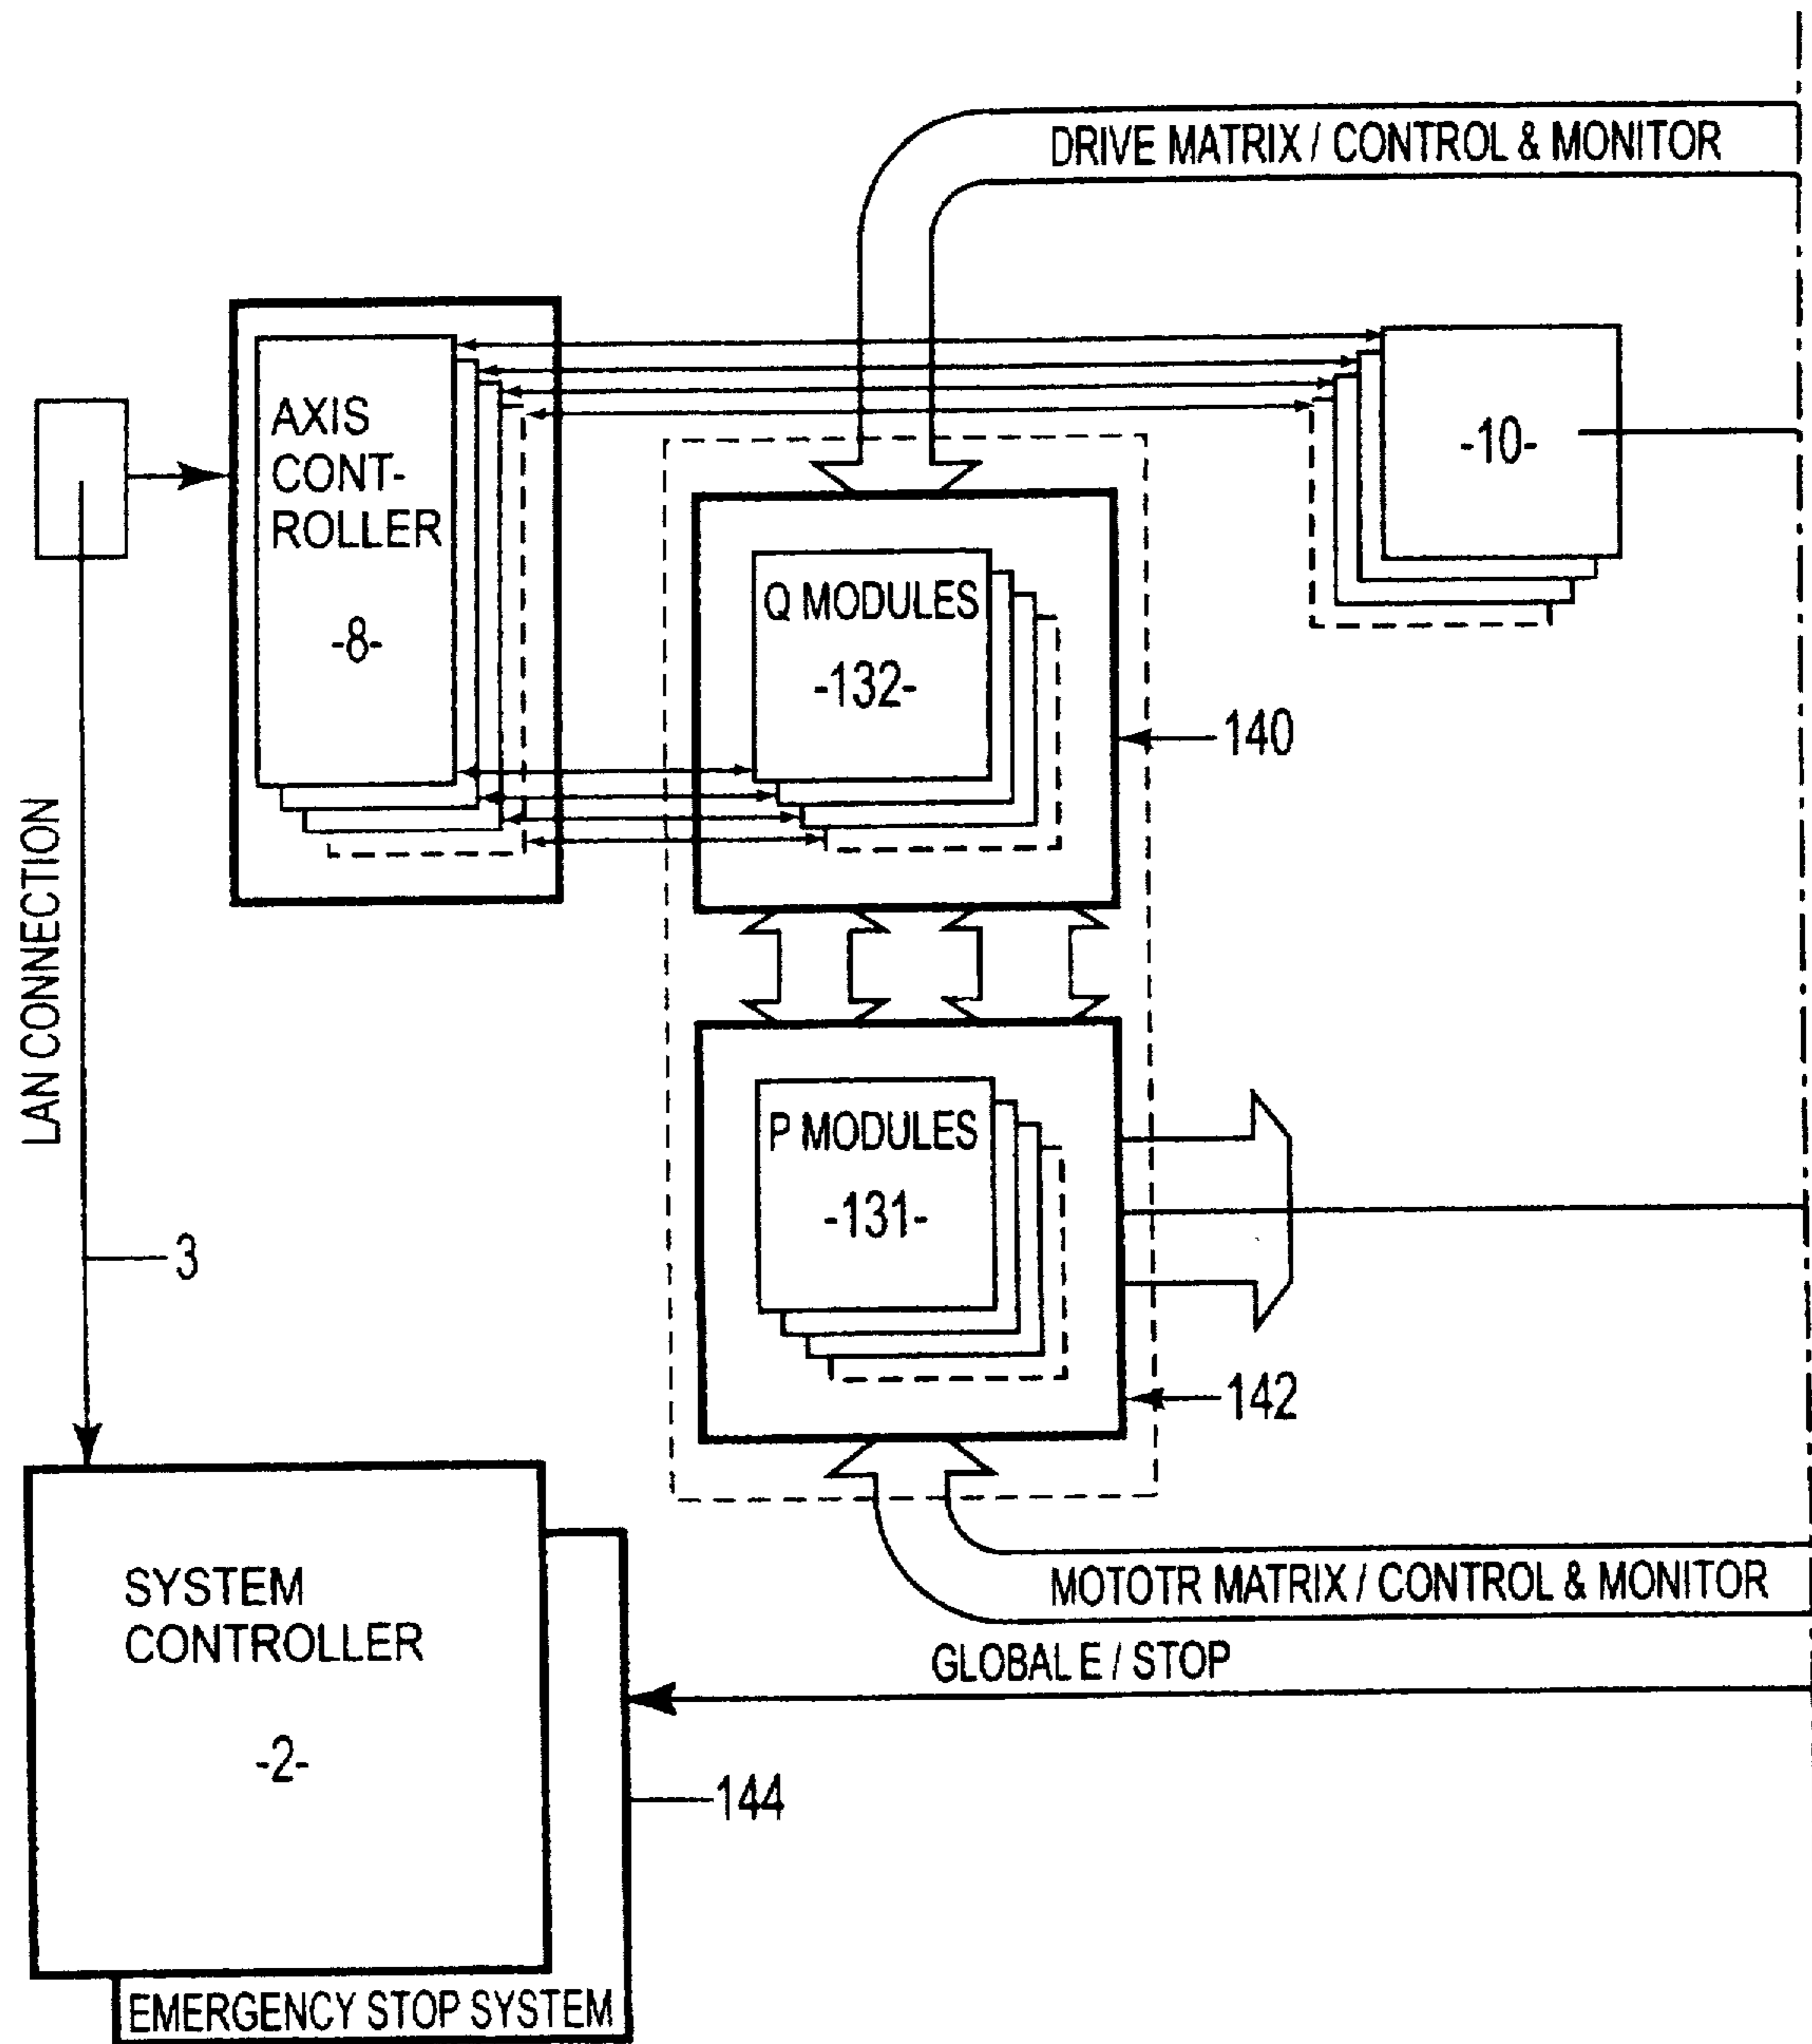 DRIVE MATRIX / CONTROL & MONITOR
AXIS
CONT-
ROLLER
-8-
-10-
Q MODULES
-132-
140
LAN CONNECTION
P MODULES
-131-
3
142
SYSTEM
CONTROLLER
-2-
MOTOTR MATRIX / CONTROL & MONITOR
GLOBAL E / STOP
144
EMERGENCY STOP SYSTEM